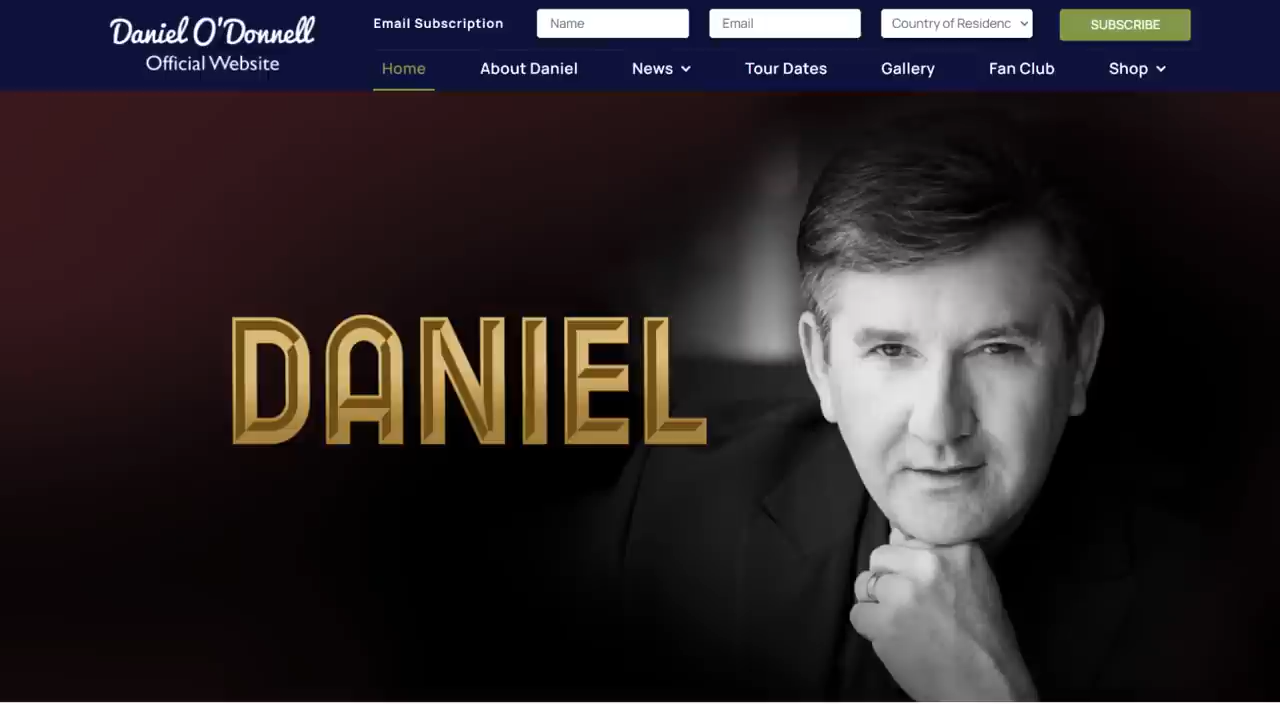 Daniel O'Donnell
Official Website
Email Subscription Name Email Country of Residenc SUBSCRIBE
Home About Daniel News Tour Dates Gallery Fan Club Shop
DANIEL